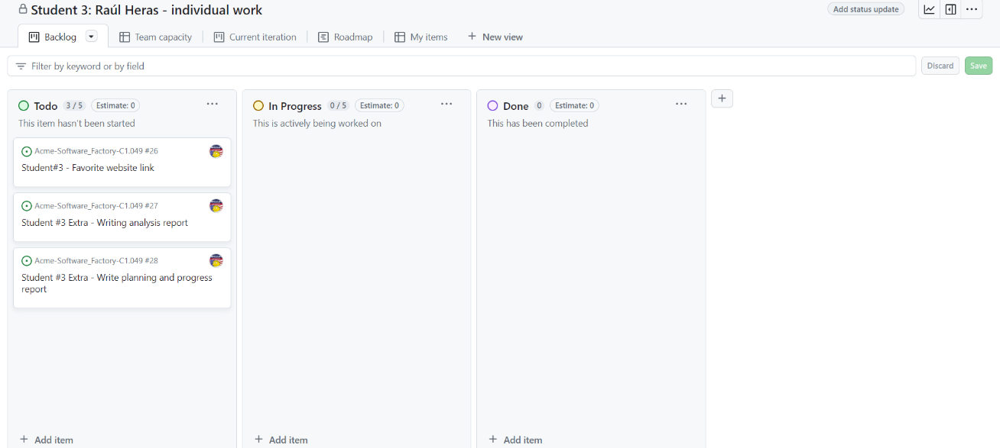 Student 3: Raúl Heras - individual work
Add status update
Backlog
Team capacity
Current iteration
Roadmap
My items
New view
Filter by keyword or by field
Discard
Save
Todo 3 / 5 Estimate: 0
This item hasn't been started
Acme-Software_Factory-C1.049 #26
Student#3 - Favorite website link
Acme-Software_Factory-C1.049 #27
Student #3 Extra - Writing analysis report
Acme-Software_Factory-C1.049 #28
Student #3 Extra - Write planning and progress
report
Add item
In Progress 0 / 5 Estimate: 0
This is actively being worked on
Add item
Done 0 Estimate: 0
This has been completed
Add item